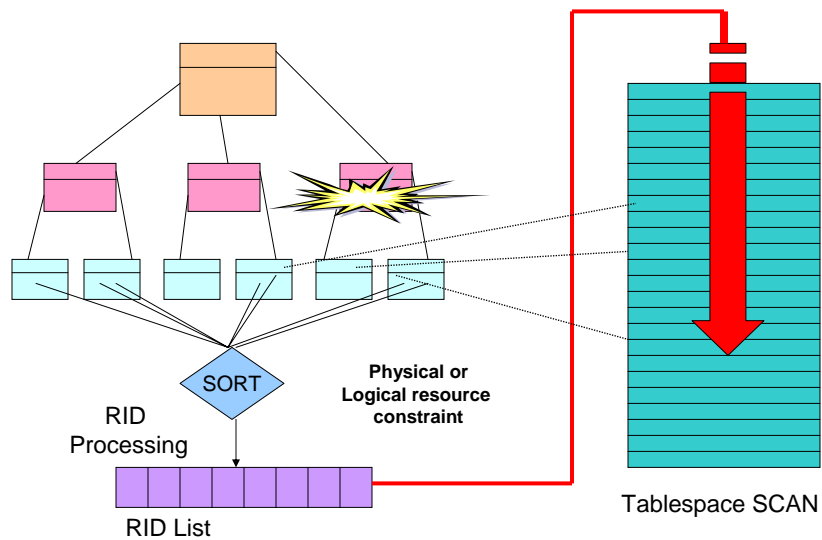 SORT
Physical or
Logical resource
constraint
RID
Processing
RID List
Tablespace SCAN